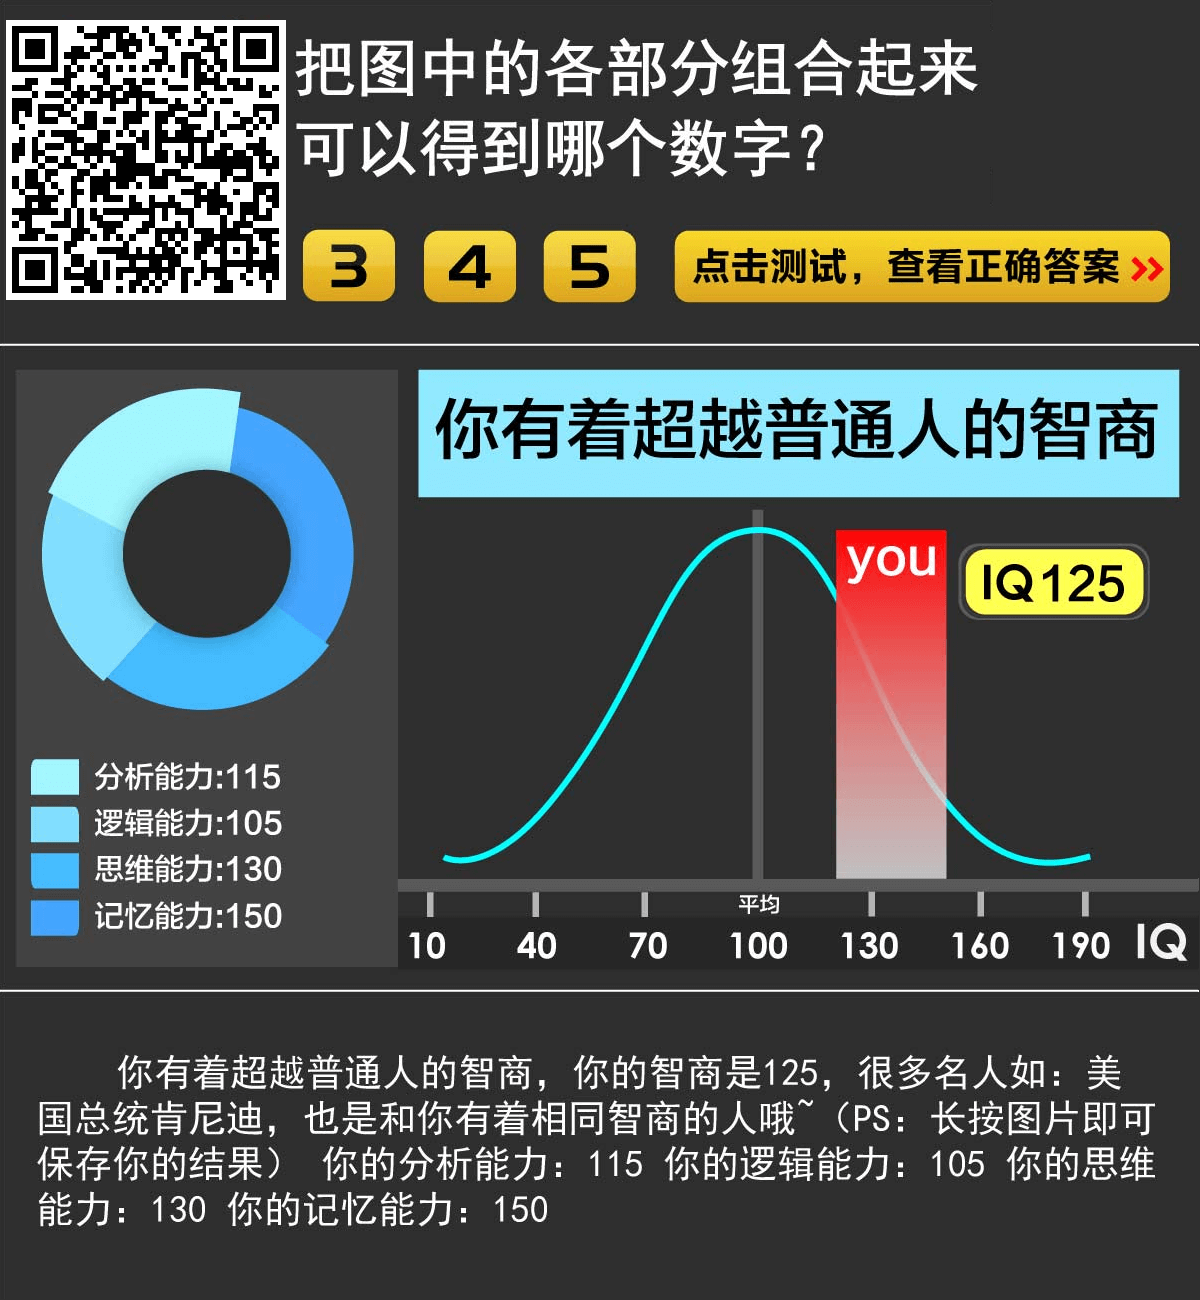 把图中的各部分组合起来
可以得到哪个数字?
3 4 5 点击测试，查看正确答案 >>
你有着超越普通人的智商
you
IQ125
分析能力:115
逻辑能力:105
思维能力:130
记忆能力:150
平均
10 40 70 100 130 160 190 IQ
你有着超越普通人的智商，你的智商是125，很多名人如：美
国总统肯尼迪，也是和你有着相同智商的人哦~（PS：长按图片即可
保存你的结果） 你的分析能力：115 你的逻辑能力：105 你的思维
能力：130 你的记忆能力：150